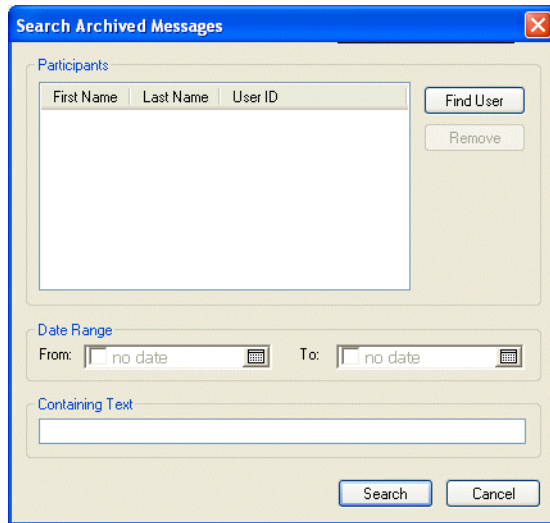 Search Archived Messages
Participants
First Name Last Name User ID
Find User
Remove
Date Range
From: no date To: no date
Containing Text
Search Cancel